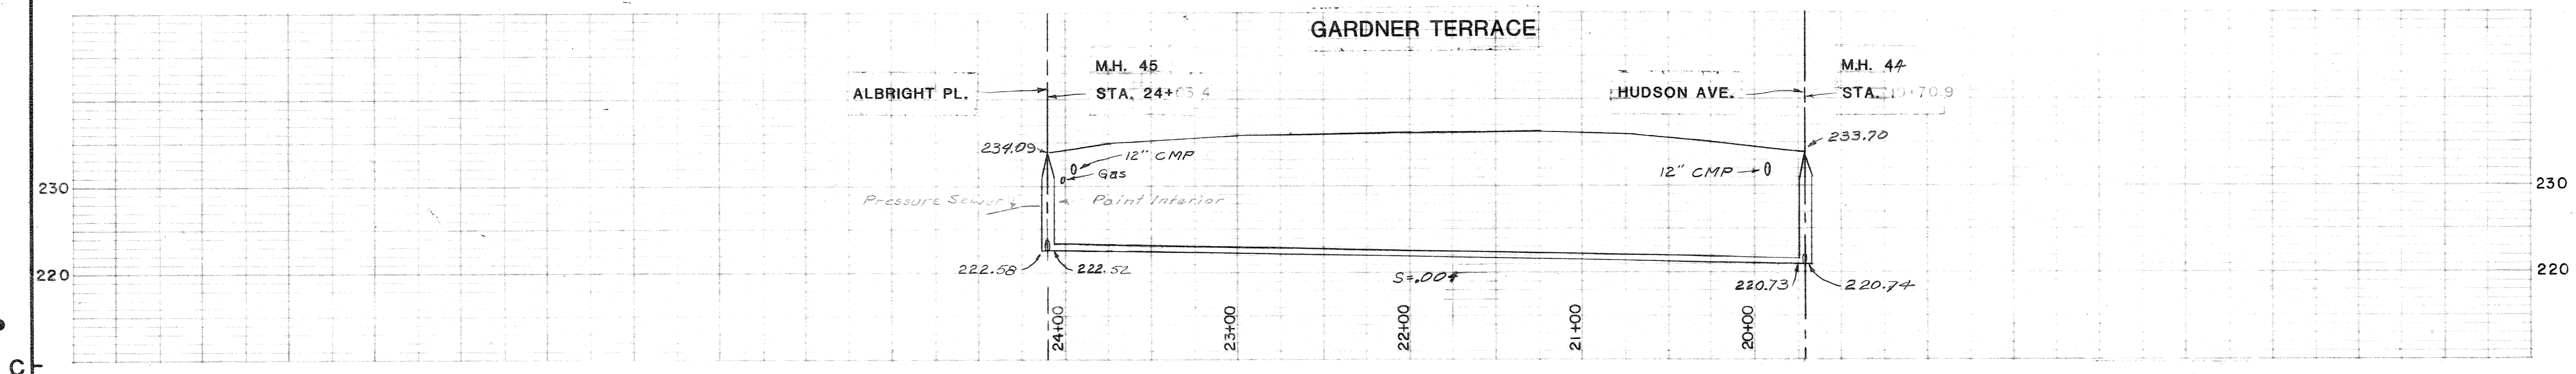 GARDNER TERRACE
M.H. 45
M.H. 44
ALBRIGHT PL.
STA. 24+
HUDSON AVE.
STA.
234.09
12" CMP
Gas
12" CMP
233.70
230
230
Pressure Sewer
Paint Interior
220
222.58
222.52
S=.004
220.73
220.74
220
24+00
23+00
22+00
21+00
20+00
C